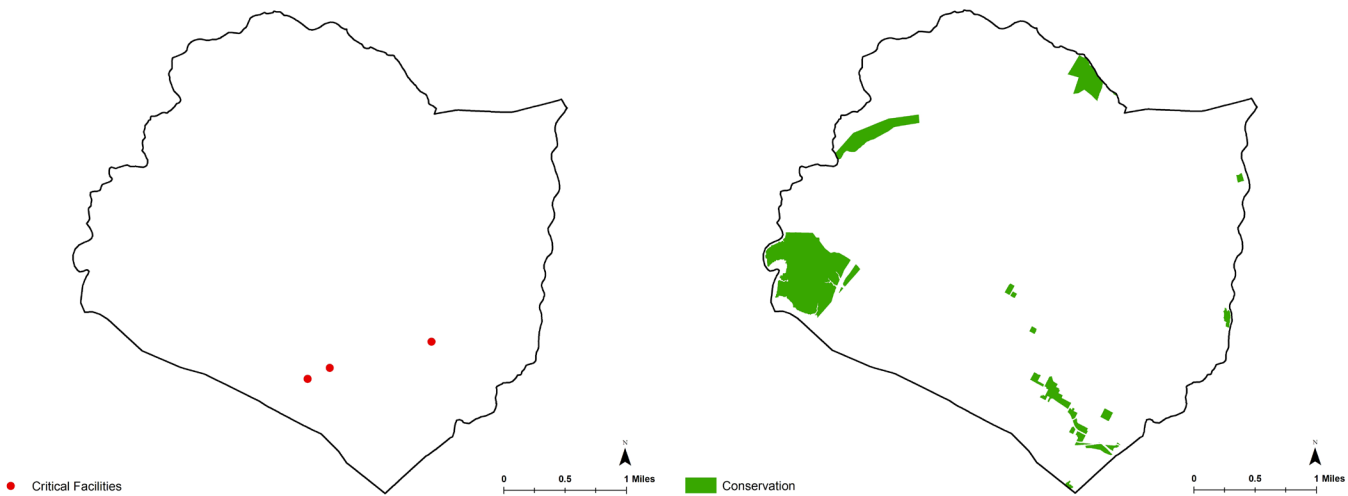 N
0 0.5 1 Miles
Critical Facilities
N
0 0.5 1 Miles
Conservation